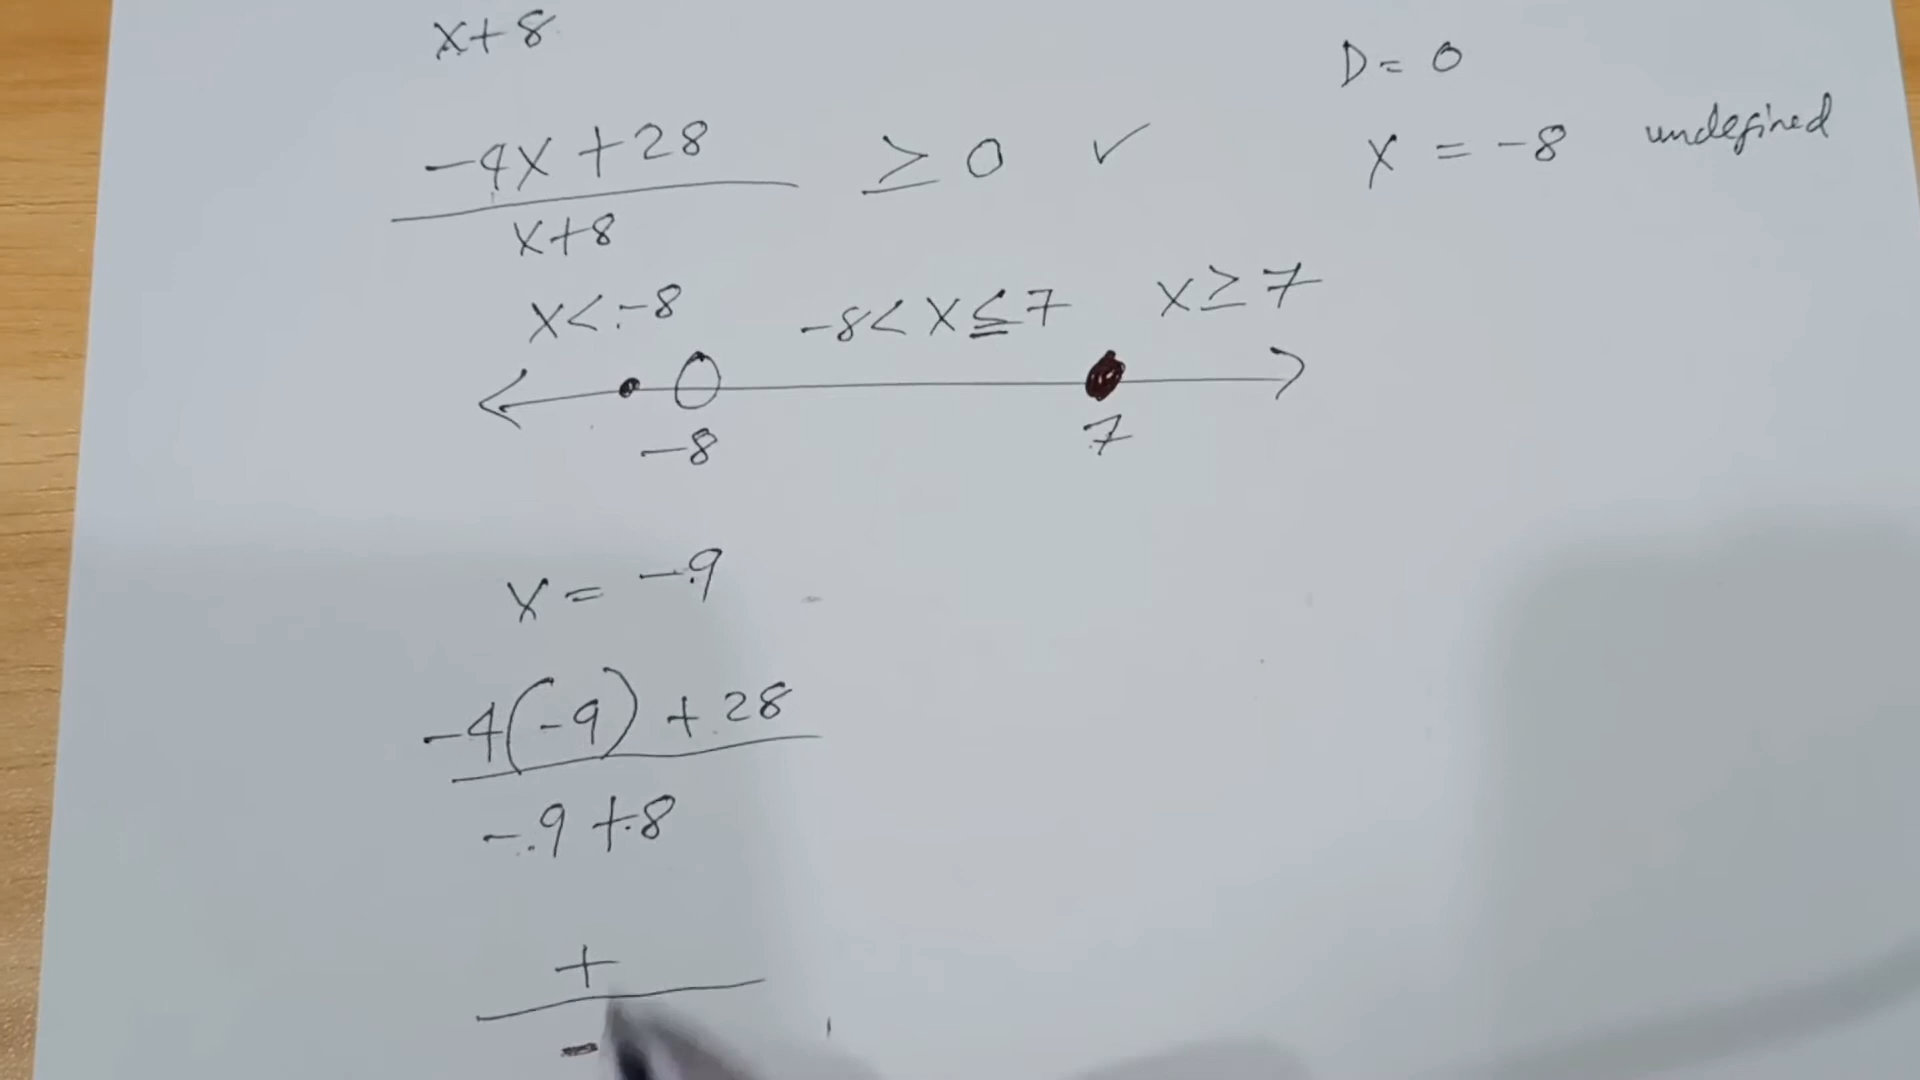 x+8
D = 0
-4x+28 ≥ 0 ✓
x+8
x = -8 undefined
x<-8 -8<x≤7 x≥7
-8 7
x = -9
-4(-9) + 28
-9 +8
+
-